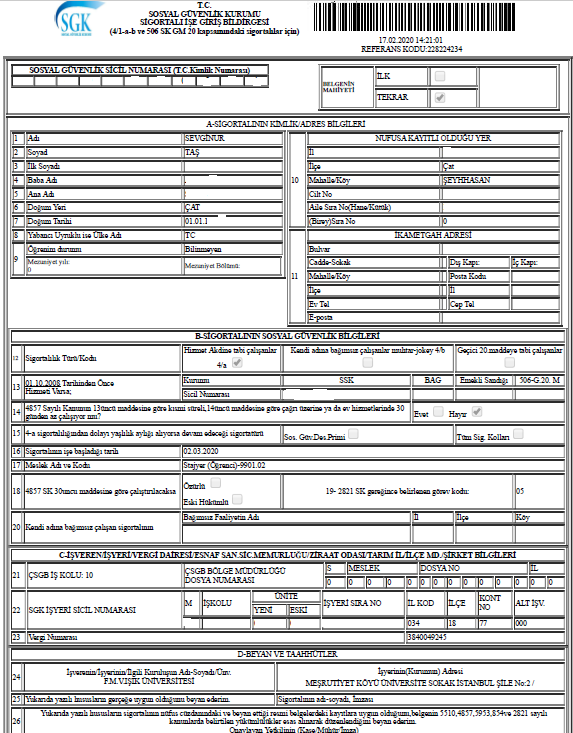 T.C.
SOSYAL GÜVENLİK KURUMU
SİGORTALI İŞE GİRİŞ BİLDİRGESİ
(4/1-a-b ve 506 SK GM 20 kapsamındaki sigortalılar için)
SGK
17.02.2020 14:21:01
REFERANS KODU:228224234
SOSYAL GÜVENLİK SİCİL NUMARASI (T.C.Kimlik Numarası)
BELGENİN MAHİYETİ
İLK
TEKRAR
A-SİGORTALININ KİMLİK/ADRES BİLGİLERİ
1 Adı SEVGİNUR
2 Soyad TAŞ
3 İlk Soyadı
4 Baba Adı
5 Ana Adı
6 Doğum Yeri ÇAT
7 Doğum Tarihi 01.01.1
8 Yabancı Uyruklu ise Ülke Adı TC
9 Öğrenim durumu Bilinmeyen
Mezuniyet yılı: 0 Mezuniyet Bölümü:
10 NÜFUSA KAYITLI OLDUĞU YER
İl
İlçe Çat
Mahalle/Köy ŞEYHHASAN
Cilt No
Aile Sıra No(Hane/Kütük)
(Birey)Sıra No 0
11 İKAMETGAH ADRESİ
Bulvar
Cadde-Sokak Dış Kapı: İç Kapı:
Mahalle/Köy Posta Kodu
İlçe İl
Ev Tel Cep Tel
E-posta
B-SİGORTALININ SOSYAL GÜVENLİK BİLGİLERİ
12 Sigortalılık Türü/Kodu
Hizmet Akdine tabi çalışanlar 4/a
Kendi adına bağımsız çalışanlar muhtar-jokey 4/b
Geçici 20.maddeye tabi çalışanlar
13 01.10.2008 Tarihinden Önce Hizmeti Varsa;
Kurumu SSK BAĞ Emekli Sandığı 506-G.20. M
Sicil Numarası
14 4857 Sayılı Kanunun 13üncü maddesine göre kısmi süreli,14üncü maddesine göre çağrı üzerine ya da ev hizmetlerinde 30 günden az çalışıyor mu?
Evet Hayır
15 4-a sigortalılığından dolayı yaşlılık aylığı alıyorsa devam edeceği sigortatürü
Sos. Güv.Des.Primi Tüm Sig. Kolları
16 Sigortalının işe başladığı tarih 02.03.2020
17 Meslek Adı ve Kodu Stajyer (Öğrenci)-9901.02
18 4857 SK 30uncu maddesine göre çalıştırılacaksa
Özürlü
Eski Hükümlü
19- 2821 SK gereğince belirlenen görev kodu: 05
20 Kendi adına bağımsız çalışan sigortalının
Bağımsız Faaliyetin Adı İl İlçe Köy
C-İŞVEREN/İŞYERİ/VERGİ DAİRESİ/ESNAF SAN.SİC.MEMURLUĞU/ZİRAAT ODASI/TARIM İL/İLÇE MD./ŞİRKET BİLGİLERİ
21 ÇSGB İŞ KOLU: 10
ÇSGB BÖLGE MÜDÜRLÜĞÜ DOSYA NUMARASI
S MESLEK DOSYA NO İL
0 0 0 0 0 0 0 0 0 0 0 0
22 SGK İŞYERİ SİCİL NUMARASI
M İŞKOLU ÜNİTE İŞYERİ SIRA NO İL KOD İLÇE KONT NO ALT İŞV.
YENİ ESKİ
034 18 77 000
23 Vergi Numarası 3840049245
D-BEYAN VE TAAHHÜTLER
24 İşverenin/İşyerinin/İlgili Kuruluşun Adı-Soyadı/Ünv.
F.M.V.IŞIK ÜNİVERSİTESİ
İşyerinin(Kurumun) Adresi
MEŞRUTİYET KÖYÜ ÜNİVERSİTE SOKAK İSTANBUL ŞİLE No:2 /
25 Yukarıda yazılı hususların gerçeğe uygun olduğunu beyan ederim. Sigortalının adı-soyadı, İmzası
26 Yukarıda yazılı hususların sigortalının nüfus cüzdanındaki ve beyan ettiği resmi belgelerdeki kayıtlara uygun olduğunu,belgenin 5510,4857,5953,854ve 2821 sayılı
kanunlarda belirtilen yükümlülükler esas alınarak düzenlendiğini beyan ederim.
Onaylayan Yetkilinin (Kaşe/Mühür/İmza)